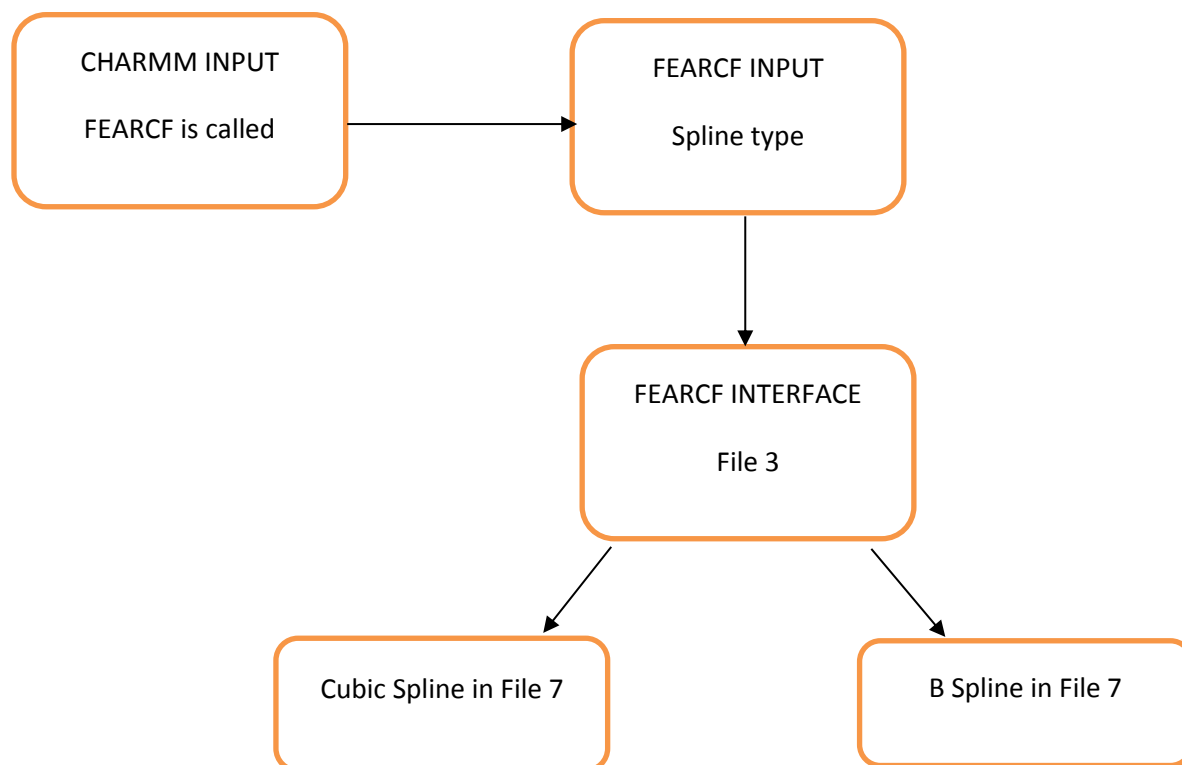 CHARMM INPUT
FEARCF is called
FEARCF INPUT
Spline type
FEARCF INTERFACE
File 3
Cubic Spline in File 7
B Spline in File 7